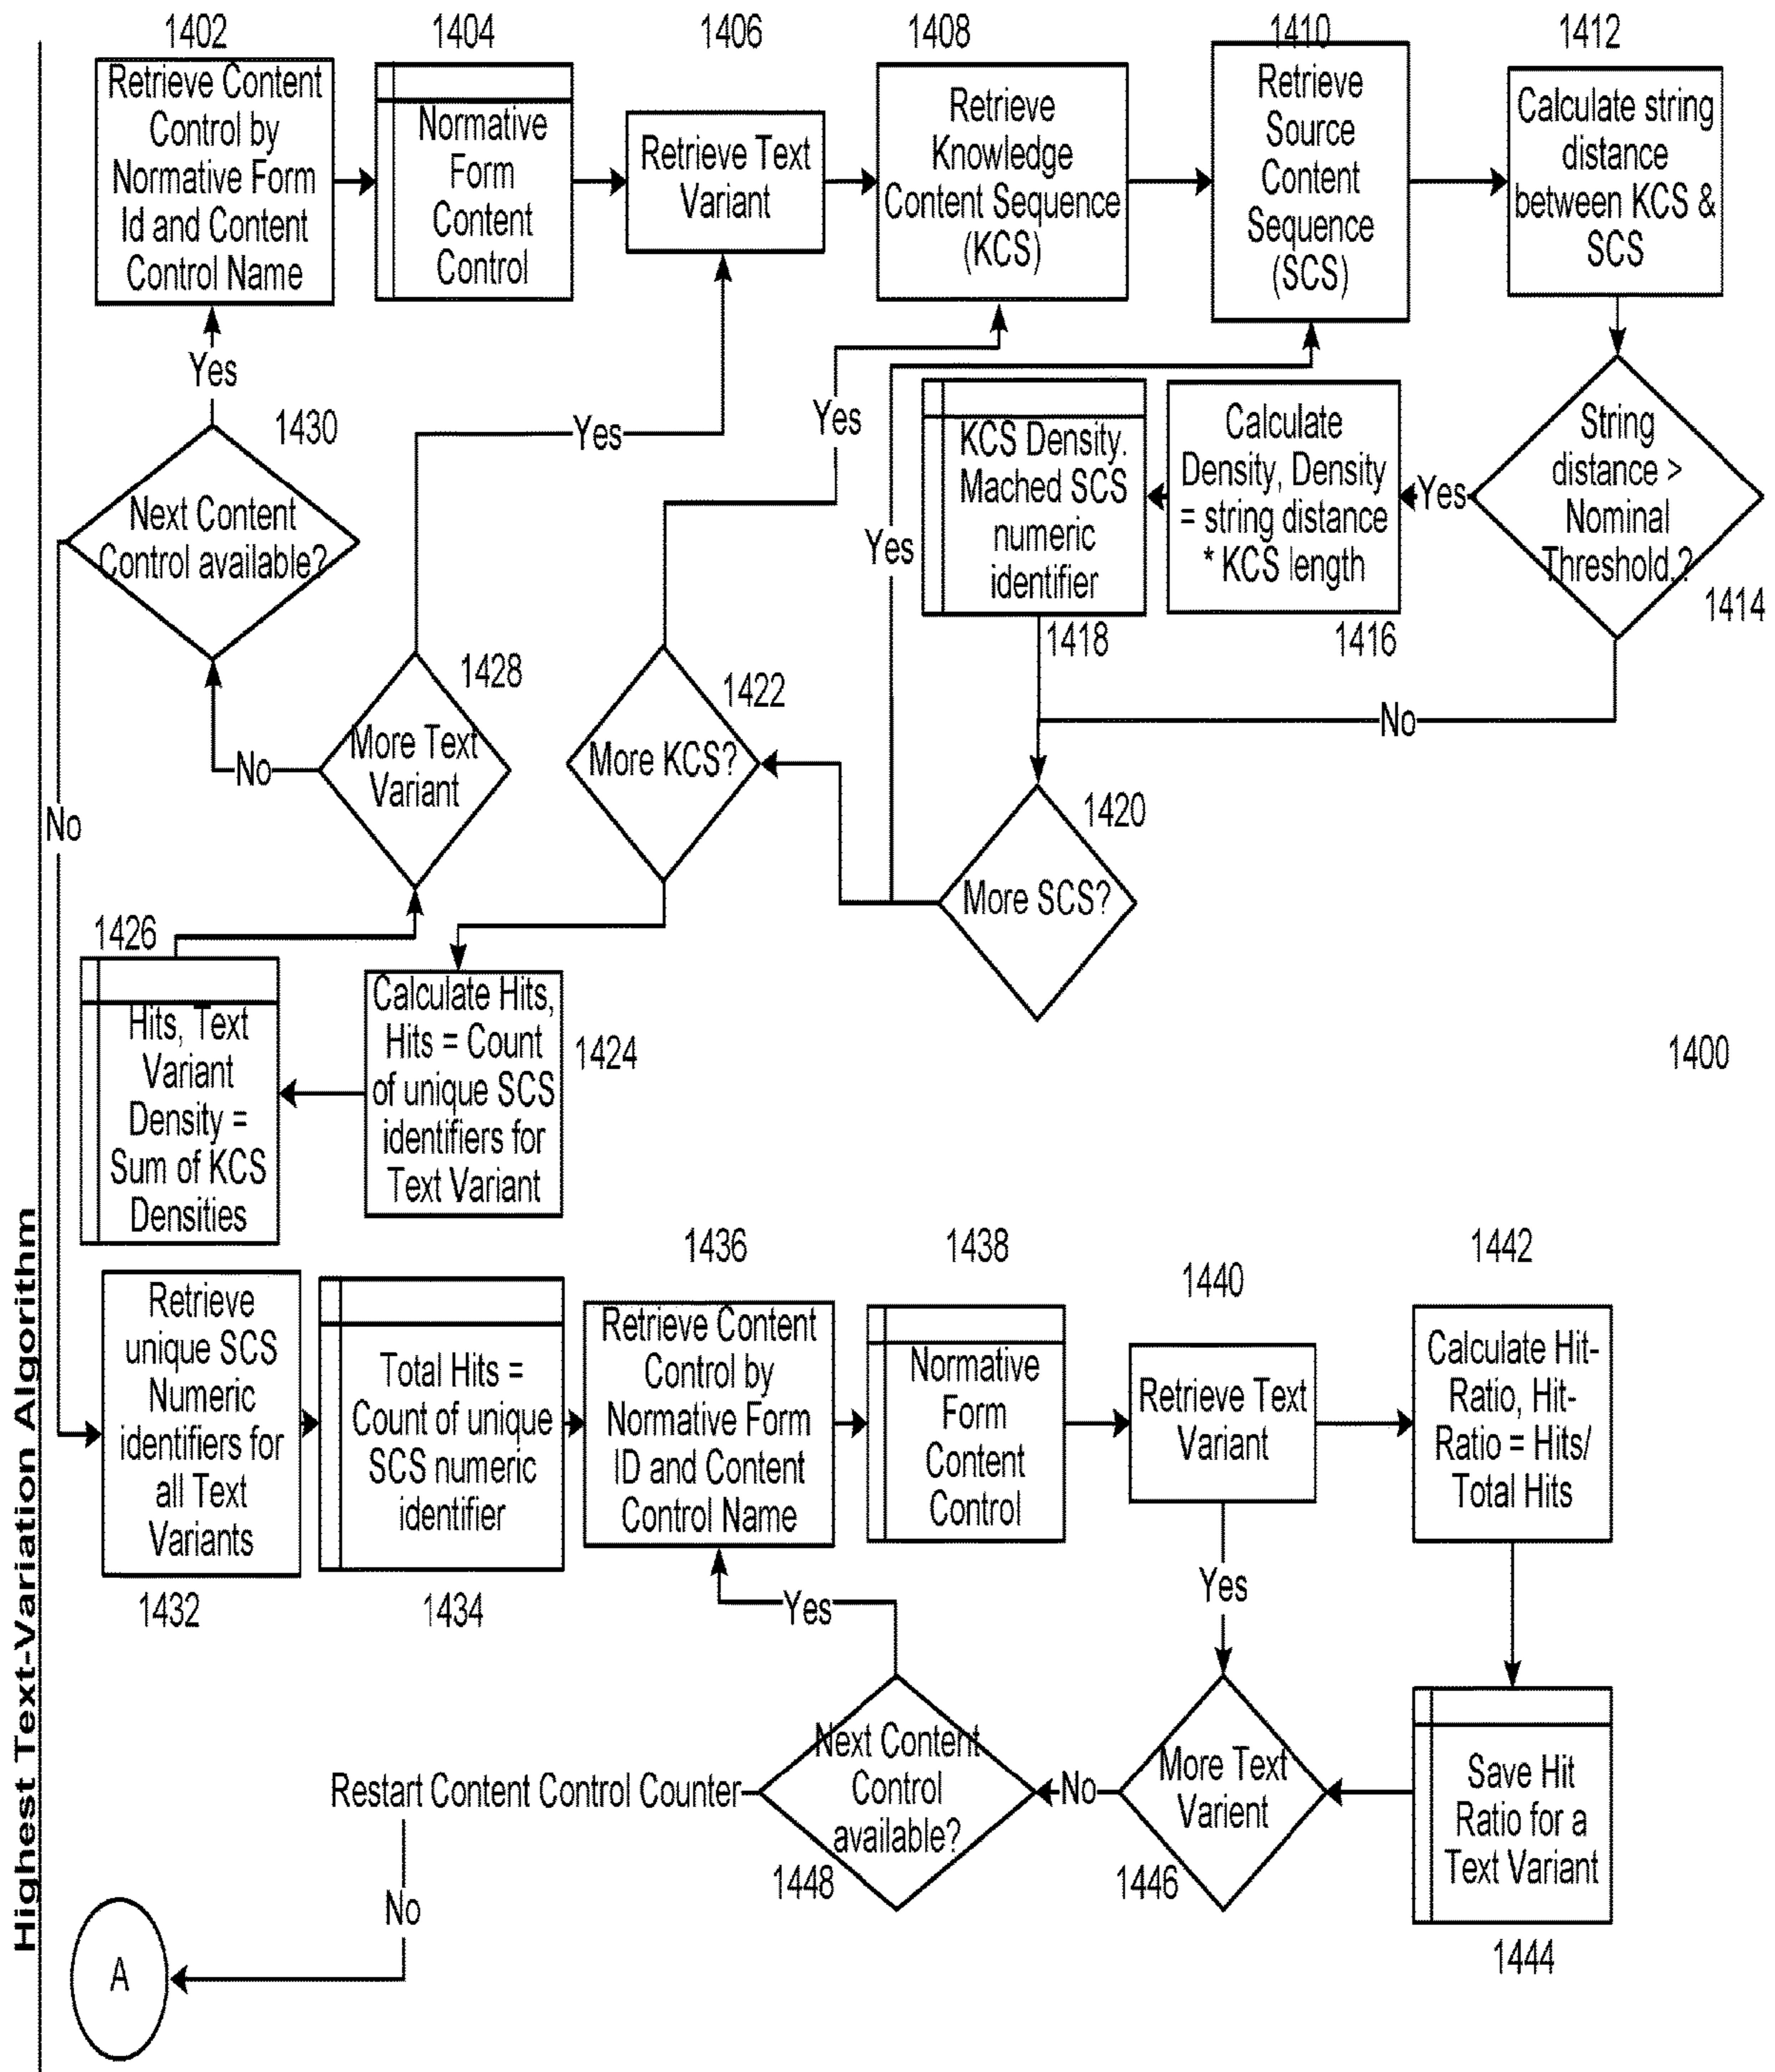 1402
Retrieve Content
Control by
Normative Form
Id and Content
Control Name
1404
Normative
Form
Content
Control
1406
Retrieve Text
Variant
1408
Retrieve
Knowledge
Content Sequence
(KCS)
1410
Retrieve
Source
Content
Sequence
(SCS)
1412
Calculate string
distance
between KCS &
SCS
String
distance >
Nominal
Threshold.?
1414
Yes
Calculate
Density, Density
= string distance
* KCS length
1416
KCS Density.
Mached SCS
numeric
identifier
1418
No
More SCS?
1420
Yes
More KCS?
1422
Yes
Calculate Hits,
Hits = Count
of unique SCS
identifiers for
Text Variant
1424
1426
Hits, Text
Variant
Density =
Sum of KCS
Densities
More Text
Variant
1428
Yes
No
Next Content
Control available?
1430
Yes
No
1400
Retrieve
unique SCS
Numeric
identifiers for
all Text
Variants
1432
Total Hits =
Count of unique
SCS numeric
identifier
1434
1436
Retrieve Content
Control by
Normative Form
ID and Content
Control Name
1438
Normative
Form
Content
Control
1440
Retrieve Text
Variant
1442
Calculate Hit-
Ratio, Hit-
Ratio = Hits/
Total Hits
Yes
Save Hit
Ratio for a
Text Variant
1444
More Text
Varient
1446
No
Next Content
Control
available?
1448
Yes
Restart Content Control Counter
No
A
Highest Text-Variation Algorithm